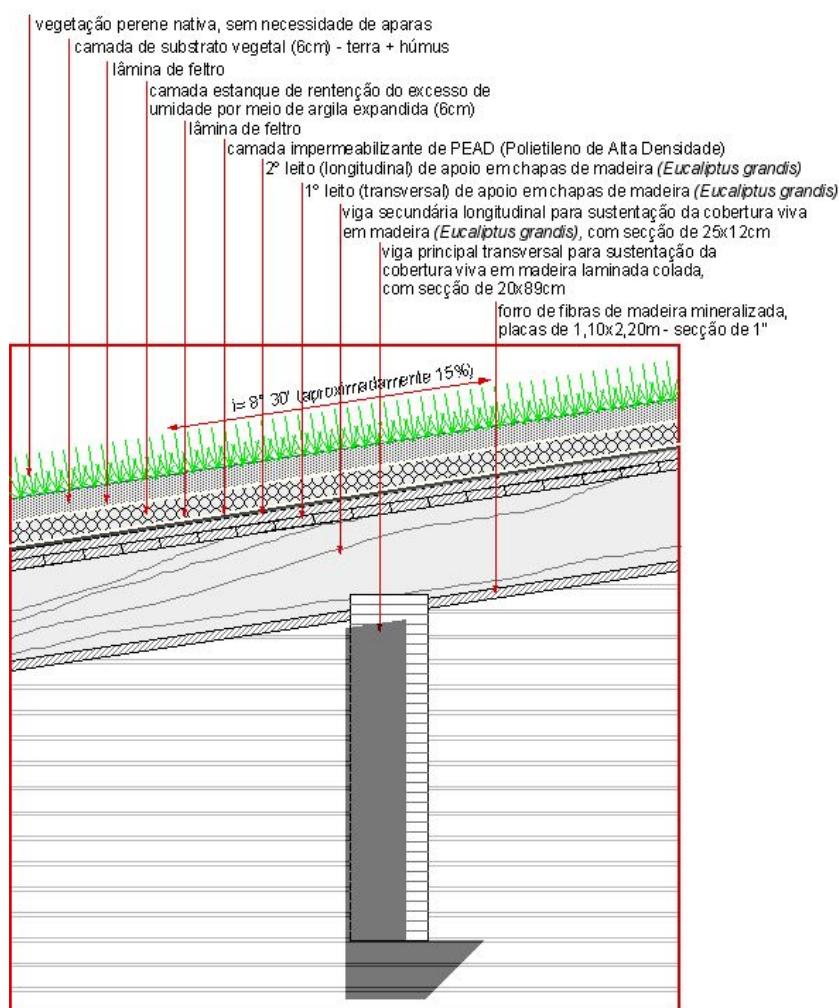 vegetação perene nativa, sem necessidade de aparas
camada de substrato vegetal (6cm) - terra + húmus
lâmina de feltro
camada estanque de rentenção do excesso de
umidade por meio de argila expandida (6cm)
lâmina de feltro
camada impermeabilizante de PEAD (Polietileno de Alta Densidade)
2º leito (longitudinal) de apoio em chapas de madeira (Eucaliptus grandis)
1º leito (transversal) de apoio em chapas de madeira (Eucaliptus grandis)
viga secundária longitudinal para sustentação da cobertura viva
em madeira (Eucaliptus grandis), com secção de 25x12cm
viga principal transversal para sustentação da
cobertura viva em madeira laminada colada,
com secção de 20x89cm
forro de fibras de madeira mineralizada,
placas de 1,10x2,20m - secção de 1"
i= 8° 30' (aproximadamente 15%)